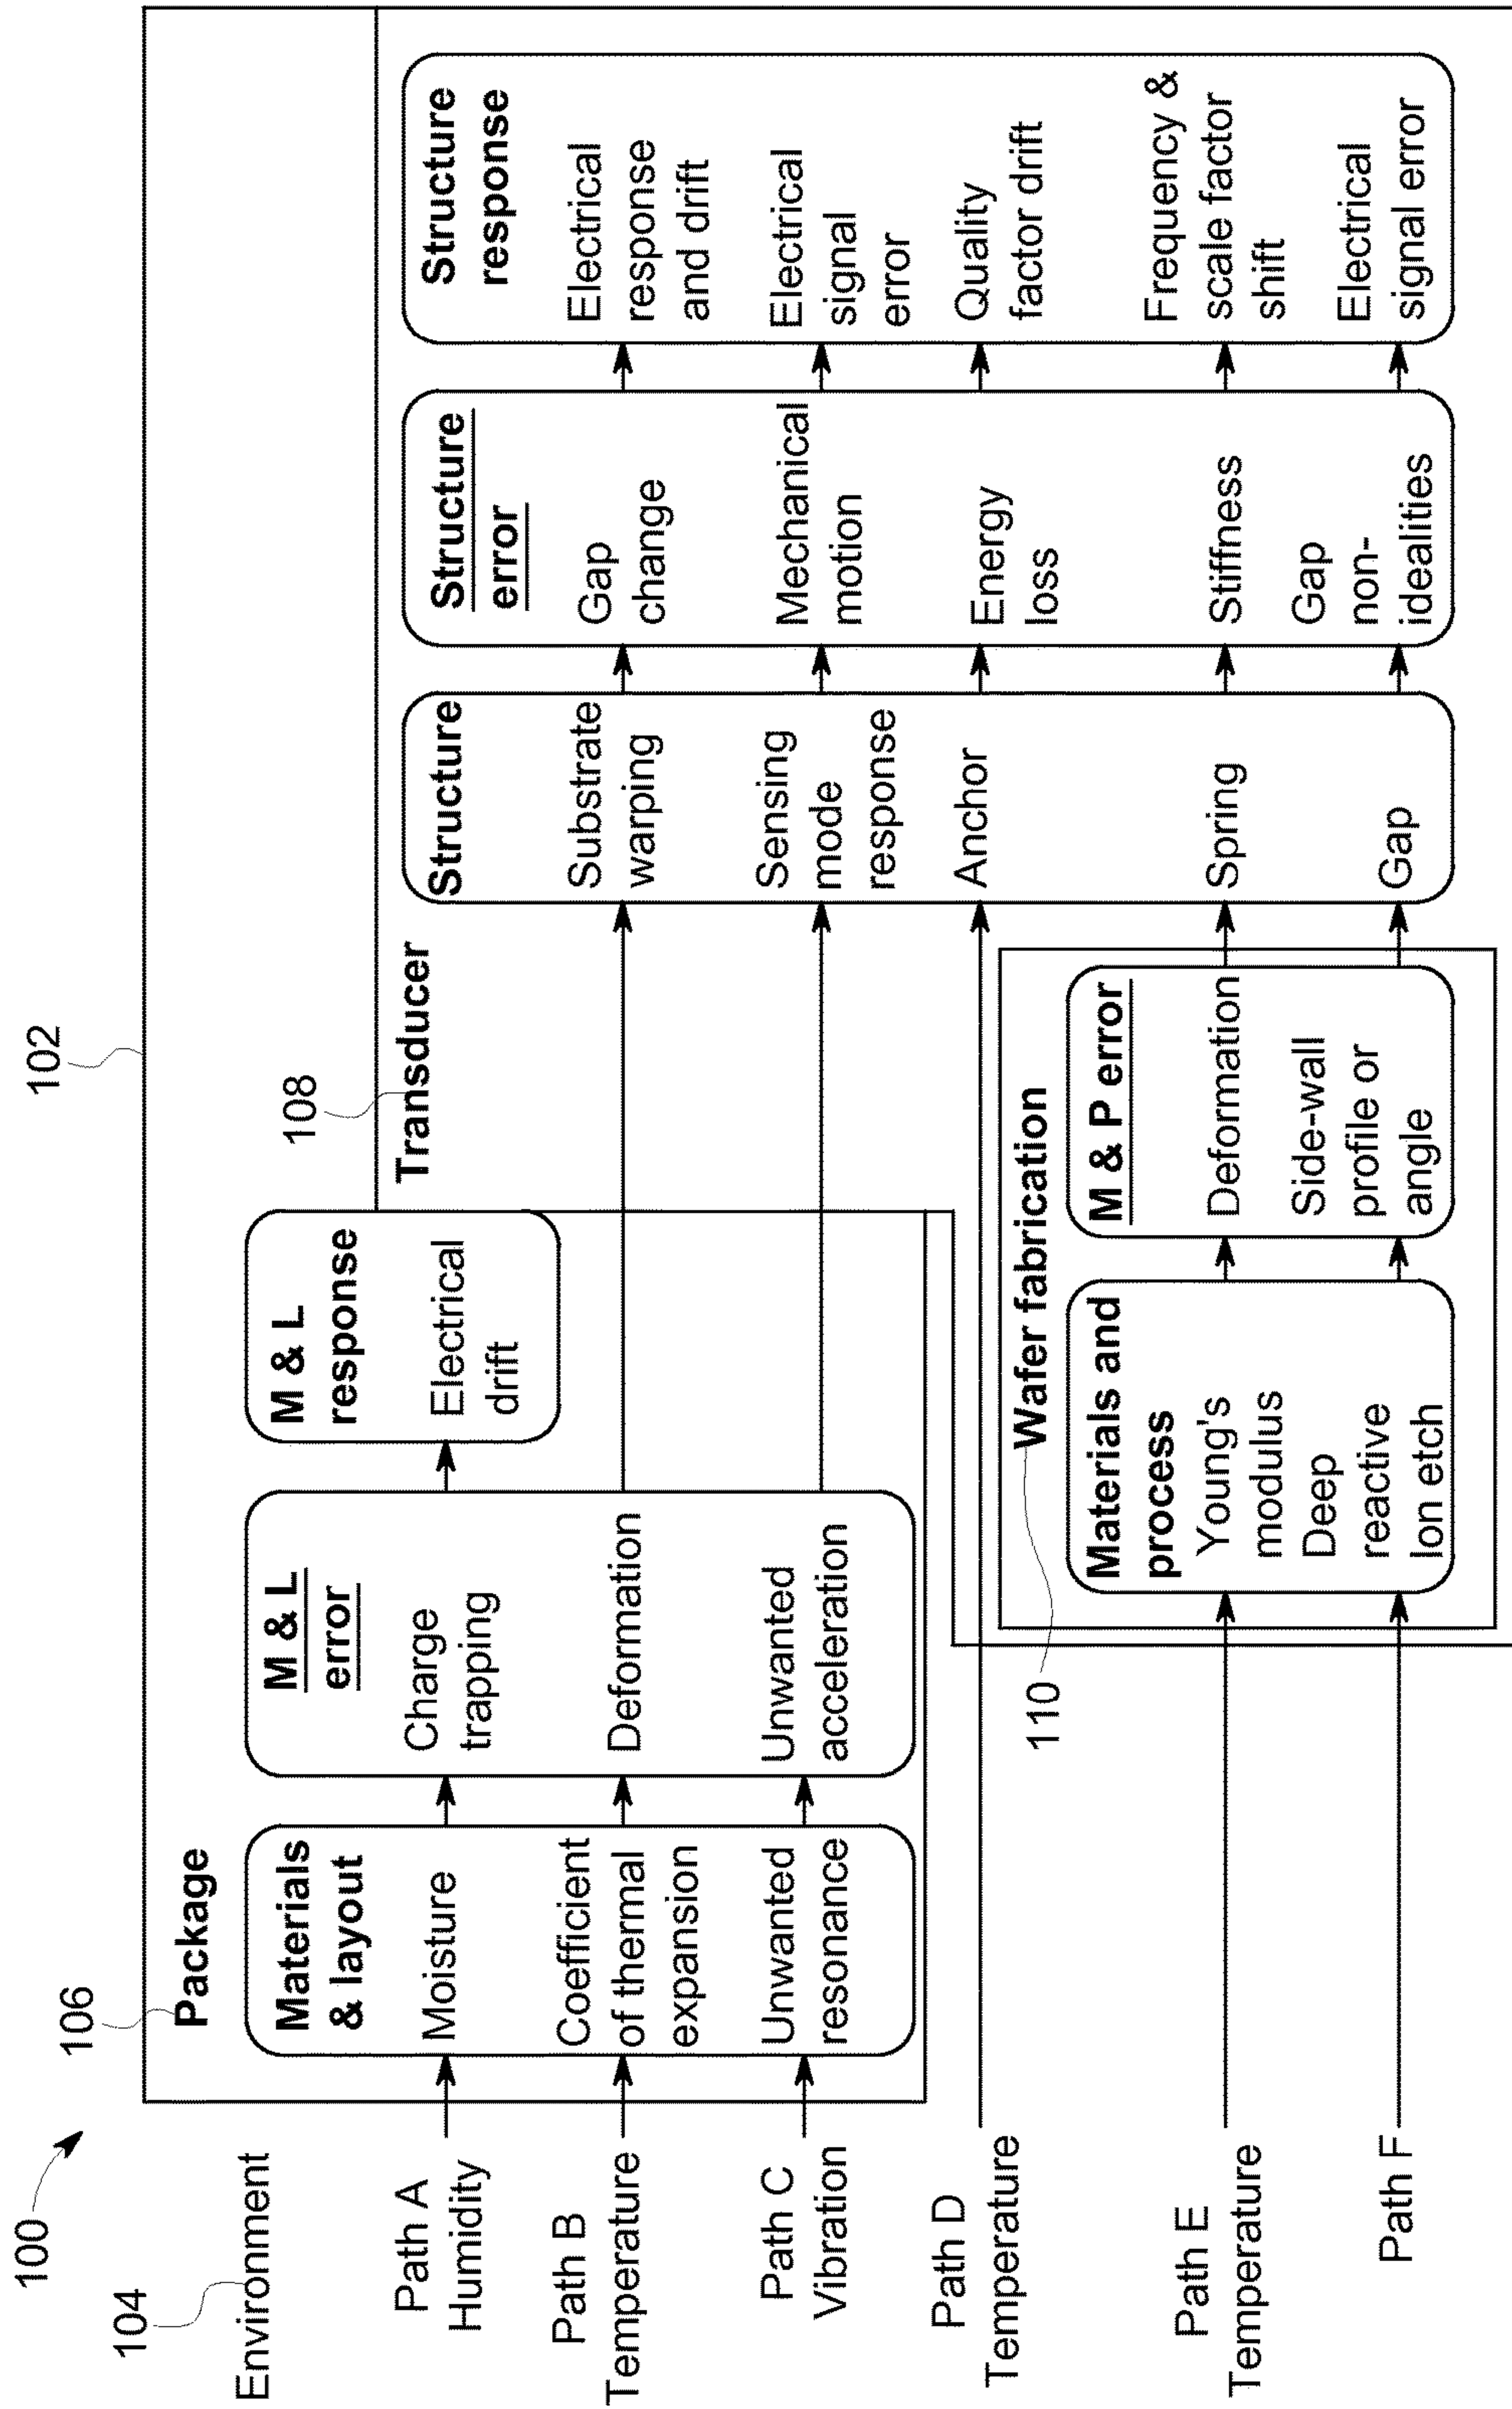 100
102
104
Environment
106
Package
108
Transducer
110
Wafer fabrication
Path A
Humidity
Path B
Temperature
Path C
Vibration
Path D
Temperature
Path E
Temperature
Path F
Materials
& layout
Moisture
Coefficient
of thermal
expansion
Unwanted
resonance
M & L
error
Charge
trapping
Deformation
Unwanted
acceleration
M & L
response
Electrical
drift
Materials and
process
Young's
modulus
Deep
reactive
Ion etch
M & P error
Deformation
Side-wall
profile or
angle
Structure
Substrate
warping
Sensing
mode
response
Anchor
Spring
Gap
Structure
error
Gap
change
Mechanical
motion
Energy
loss
Stiffness
Gap
non-
idealities
Structure
response
Electrical
response
and drift
Electrical
signal
error
Quality
factor drift
Frequency &
scale factor
shift
Electrical
signal error